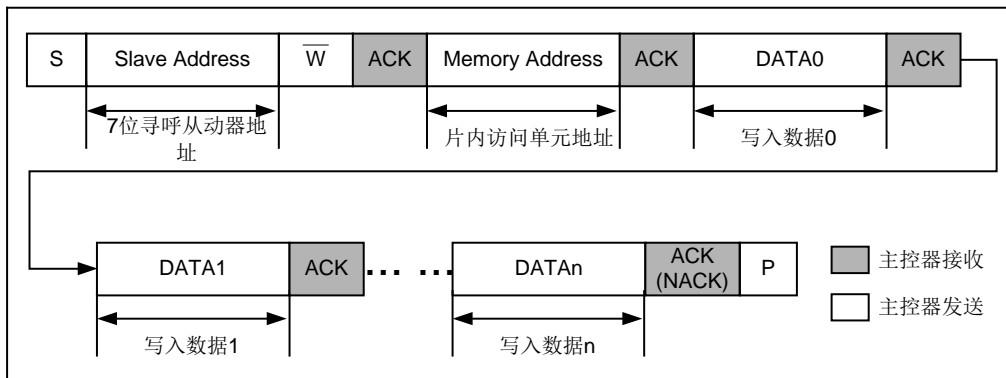 S Slave Address W ACK Memory Address ACK DATA0 ACK
7位寻呼从动器地
址
片内访问单元地址
写入数据0
DATA1 ACK ... ... DATAn ACK
(NACK) P
写入数据1
写入数据n
主控器接收
主控器发送